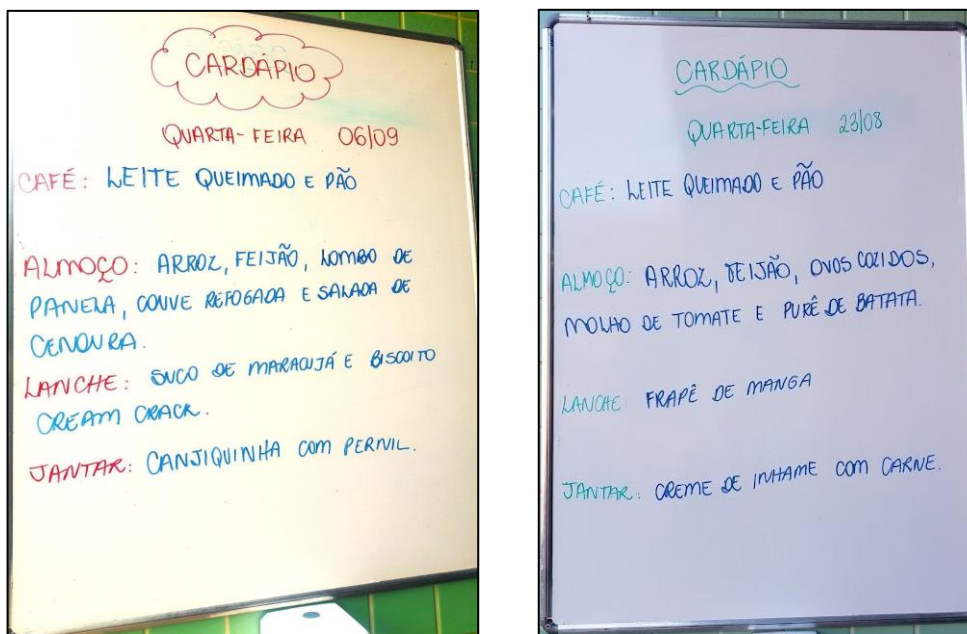 CARDÁPIO
QUARTA-FEIRA 06/09
CAFÉ: LEITE QUEIMADO E PÃO
ALMOÇO: ARROZ, FEIJÃO, LOMBO DE
PANELA, COUVE REFOGADA E SALADA DE
CENOURA.
LANCHE: SUCO DE MARACUJÁ E BISCOITO
CREAM CRACK.
JANTAR: CANJIQUINHA COM PERNIL.
CARDÁPIO
QUARTA-FEIRA 23/08
CAFÉ: LEITE QUEIMADO E PÃO
ALMOÇO: ARROZ, FEIJÃO, OVOS COZIDOS,
MOLHO DE TOMATE E PURÊ DE BATATA.
LANCHE: FRAPÊ DE MANGA
JANTAR: CREME DE INHAME COM CARNE.